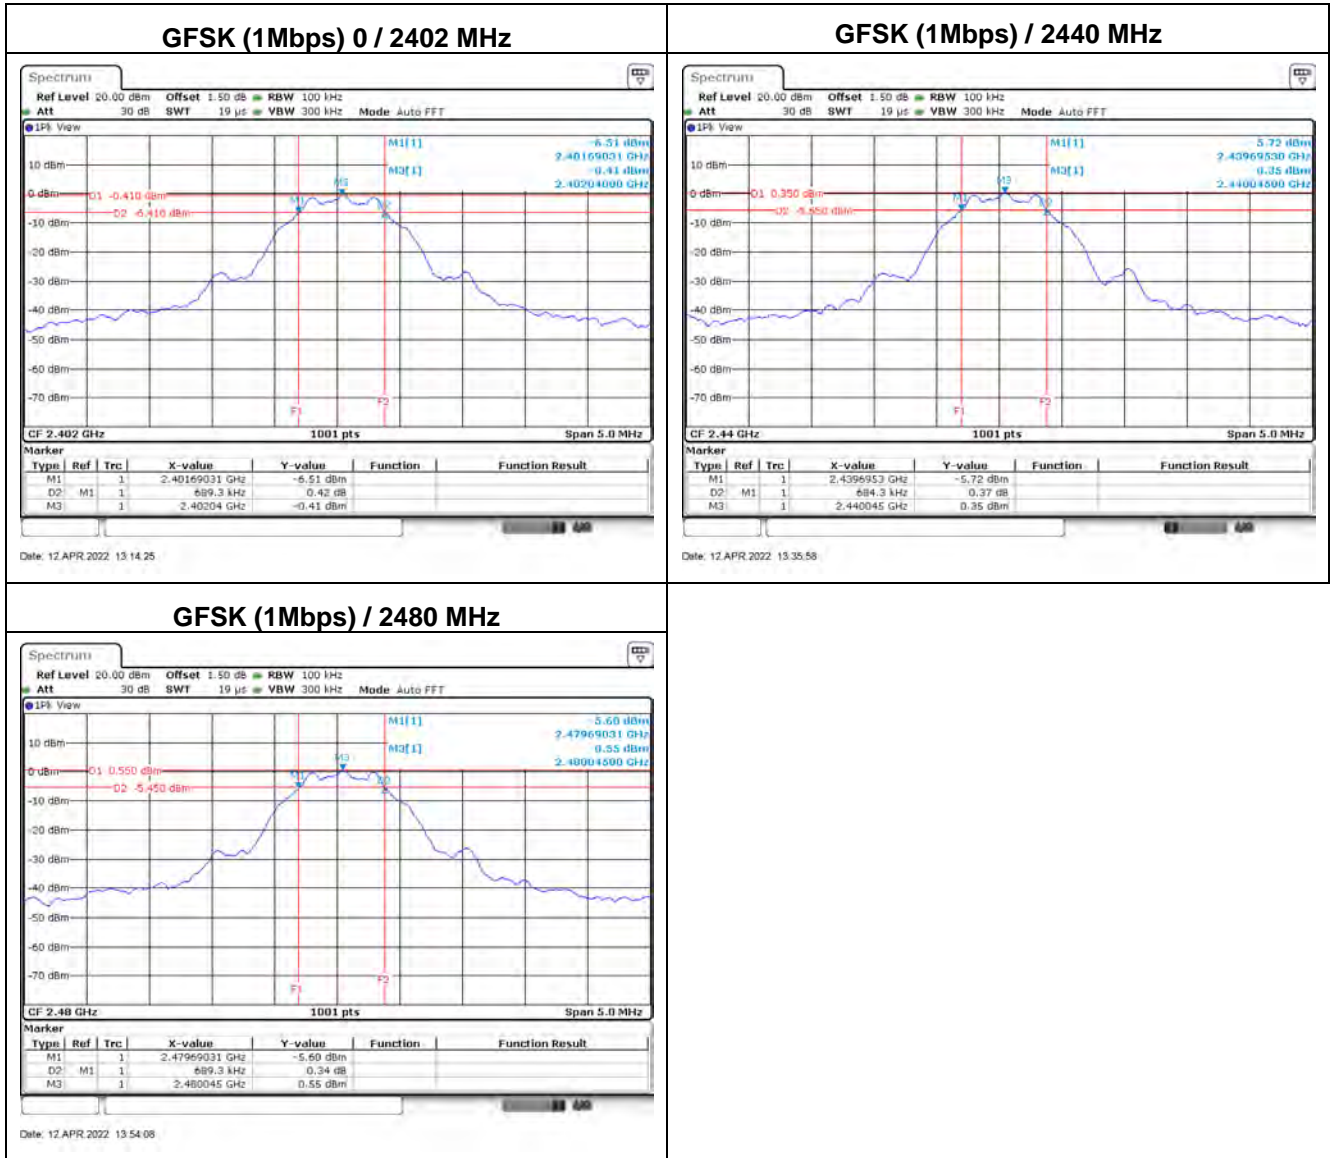 GFSK (1Mbps) 0 / 2402 MHz
Spectrum
Ref Level 20.00 dBm Offset 1.50 dB RBW 100 kHz
Att 30 dB SWT 19 µs VBW 300 kHz Mode Auto FFT
1Pk View
M1[1] -6.51 dBm
2.40169031 GHz
M3[1] -0.41 dBm
2.40204000 GHz
10 dBm
0 dBm
D1 -0.410 dBm
D2 -6.410 dBm
M1
M3
D2
-10 dBm
-20 dBm
-30 dBm
-40 dBm
-50 dBm
-60 dBm
-70 dBm
F1
F2
CF 2.402 GHz 1001 pts Span 5.0 MHz
Marker
Type Ref Trc X-value Y-value Function Function Result
M1 1 2.40169031 GHz -6.51 dBm
D2 M1 1 689.3 kHz 0.42 dB
M3 1 2.40204 GHz -0.41 dBm
Date: 12.APR.2022 13:14:25
GFSK (1Mbps) / 2440 MHz
Spectrum
Ref Level 20.00 dBm Offset 1.50 dB RBW 100 kHz
Att 30 dB SWT 19 µs VBW 300 kHz Mode Auto FFT
1Pk View
M1[1] -5.72 dBm
2.43969530 GHz
M3[1] 0.35 dBm
2.44004500 GHz
10 dBm
0 dBm
D1 0.350 dBm
D2 -5.650 dBm
M1
M3
D2
-10 dBm
-20 dBm
-30 dBm
-40 dBm
-50 dBm
-60 dBm
-70 dBm
F1
F2
CF 2.44 GHz 1001 pts Span 5.0 MHz
Marker
Type Ref Trc X-value Y-value Function Function Result
M1 1 2.4396953 GHz -5.72 dBm
D2 M1 1 684.3 kHz 0.37 dB
M3 1 2.440045 GHz 0.35 dBm
Date: 12.APR.2022 13:35:58
GFSK (1Mbps) / 2480 MHz
Spectrum
Ref Level 20.00 dBm Offset 1.50 dB RBW 100 kHz
Att 30 dB SWT 19 µs VBW 300 kHz Mode Auto FFT
1Pk View
M1[1] -5.60 dBm
2.47969031 GHz
M3[1] 0.55 dBm
2.48004500 GHz
10 dBm
0 dBm
D1 0.550 dBm
D2 -5.450 dBm
M1
M3
D2
-10 dBm
-20 dBm
-30 dBm
-40 dBm
-50 dBm
-60 dBm
-70 dBm
F1
F2
CF 2.48 GHz 1001 pts Span 5.0 MHz
Marker
Type Ref Trc X-value Y-value Function Function Result
M1 1 2.47969031 GHz -5.60 dBm
D2 M1 1 689.3 kHz 0.34 dB
M3 1 2.480045 GHz 0.55 dBm
Date: 12.APR.2022 13:54:08